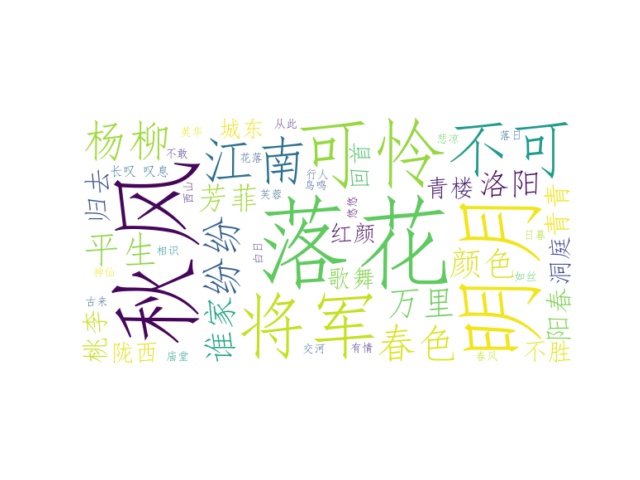 杨柳
英华
城东
从此
可怜
悲凉
不可
落日
不敢
江南
花落
回首
归去
长叹
叹息
西山
芳菲
芙蓉
行人
鸟鸣
青楼
洛阳
秋风
悠悠
落花
明月
青青
平生
相识
纷纷
白日
红颜
颜色
日暮
洞庭
神仙
歌舞
管丝
古来
谁家
将军
万里
阳春
桃李
陇西
庙堂
交河
有情
春色
春风
不胜